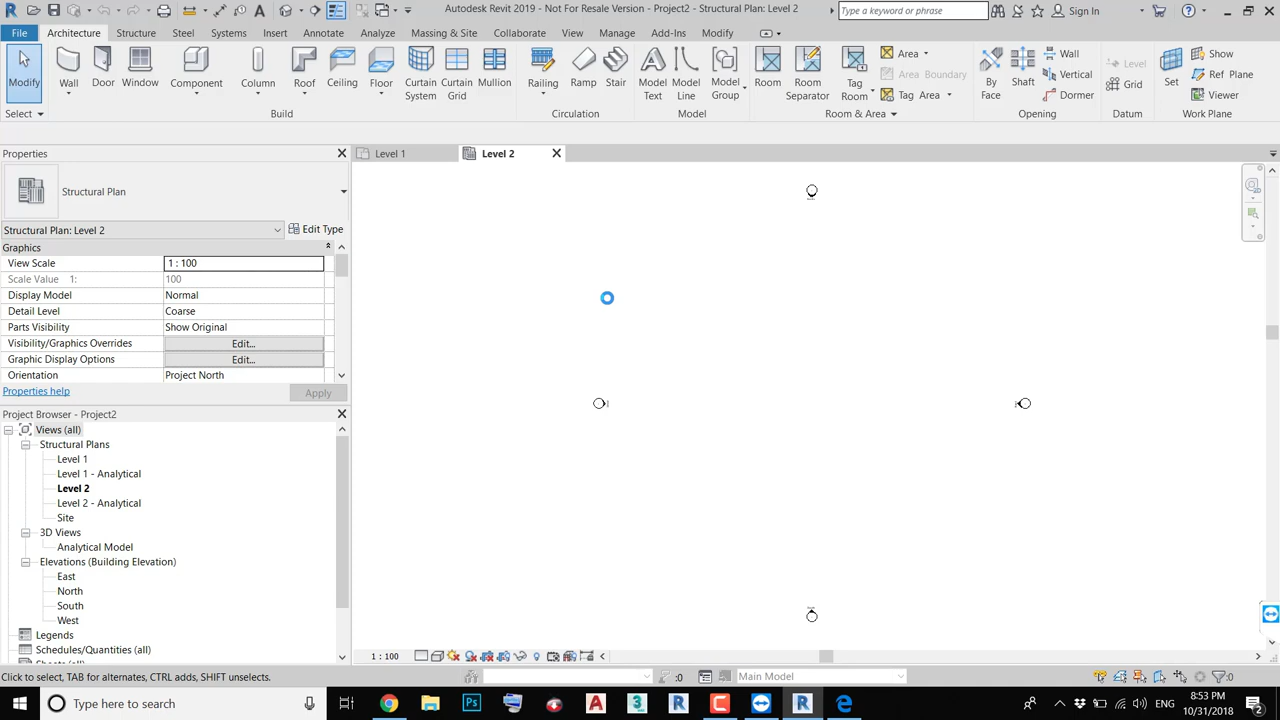 Autodesk Revit 2019 - Not For Resale Version - Project2 - Structural Plan: Level 2
Type a keyword or phrase
Sign In
File Architecture Structure Steel Systems Insert Annotate Analyze Massing & Site Collaborate View Manage Add-Ins Modify
Modify
Wall
Door
Window
Component
Column
Roof
Ceiling
Floor
Curtain System
Curtain Grid
Mullion
Railing
Ramp
Stair
Model Text
Model Line
Model Group
Room
Room Separator
Tag Room
Area
Area Boundary
Tag Area
By Face
Shaft
Wall
Vertical
Dormer
Level
Grid
Set
Show
Ref Plane
Viewer
Select Build Circulation Model Room & Area Opening Datum Work Plane
Properties
Level 1
Level 2
Structural Plan
Structural Plan: Level 2
Edit Type
Graphics
View Scale 1 : 100
Scale Value 1: 100
Display Model Normal
Detail Level Coarse
Parts Visibility Show Original
Visibility/Graphics Overrides Edit...
Graphic Display Options Edit...
Orientation Project North
Properties help Apply
Project Browser - Project2
Views (all)
Structural Plans
Level 1
Level 1 - Analytical
Level 2
Level 2 - Analytical
Site
3D Views
Analytical Model
Elevations (Building Elevation)
East
North
South
West
Legends
Schedules/Quantities (all)
1 : 100
Click to select, TAB for alternates, CTRL adds, SHIFT unselects.
:0
Main Model
:0
Type here to search
ENG
8:53 PM
10/31/2018
2